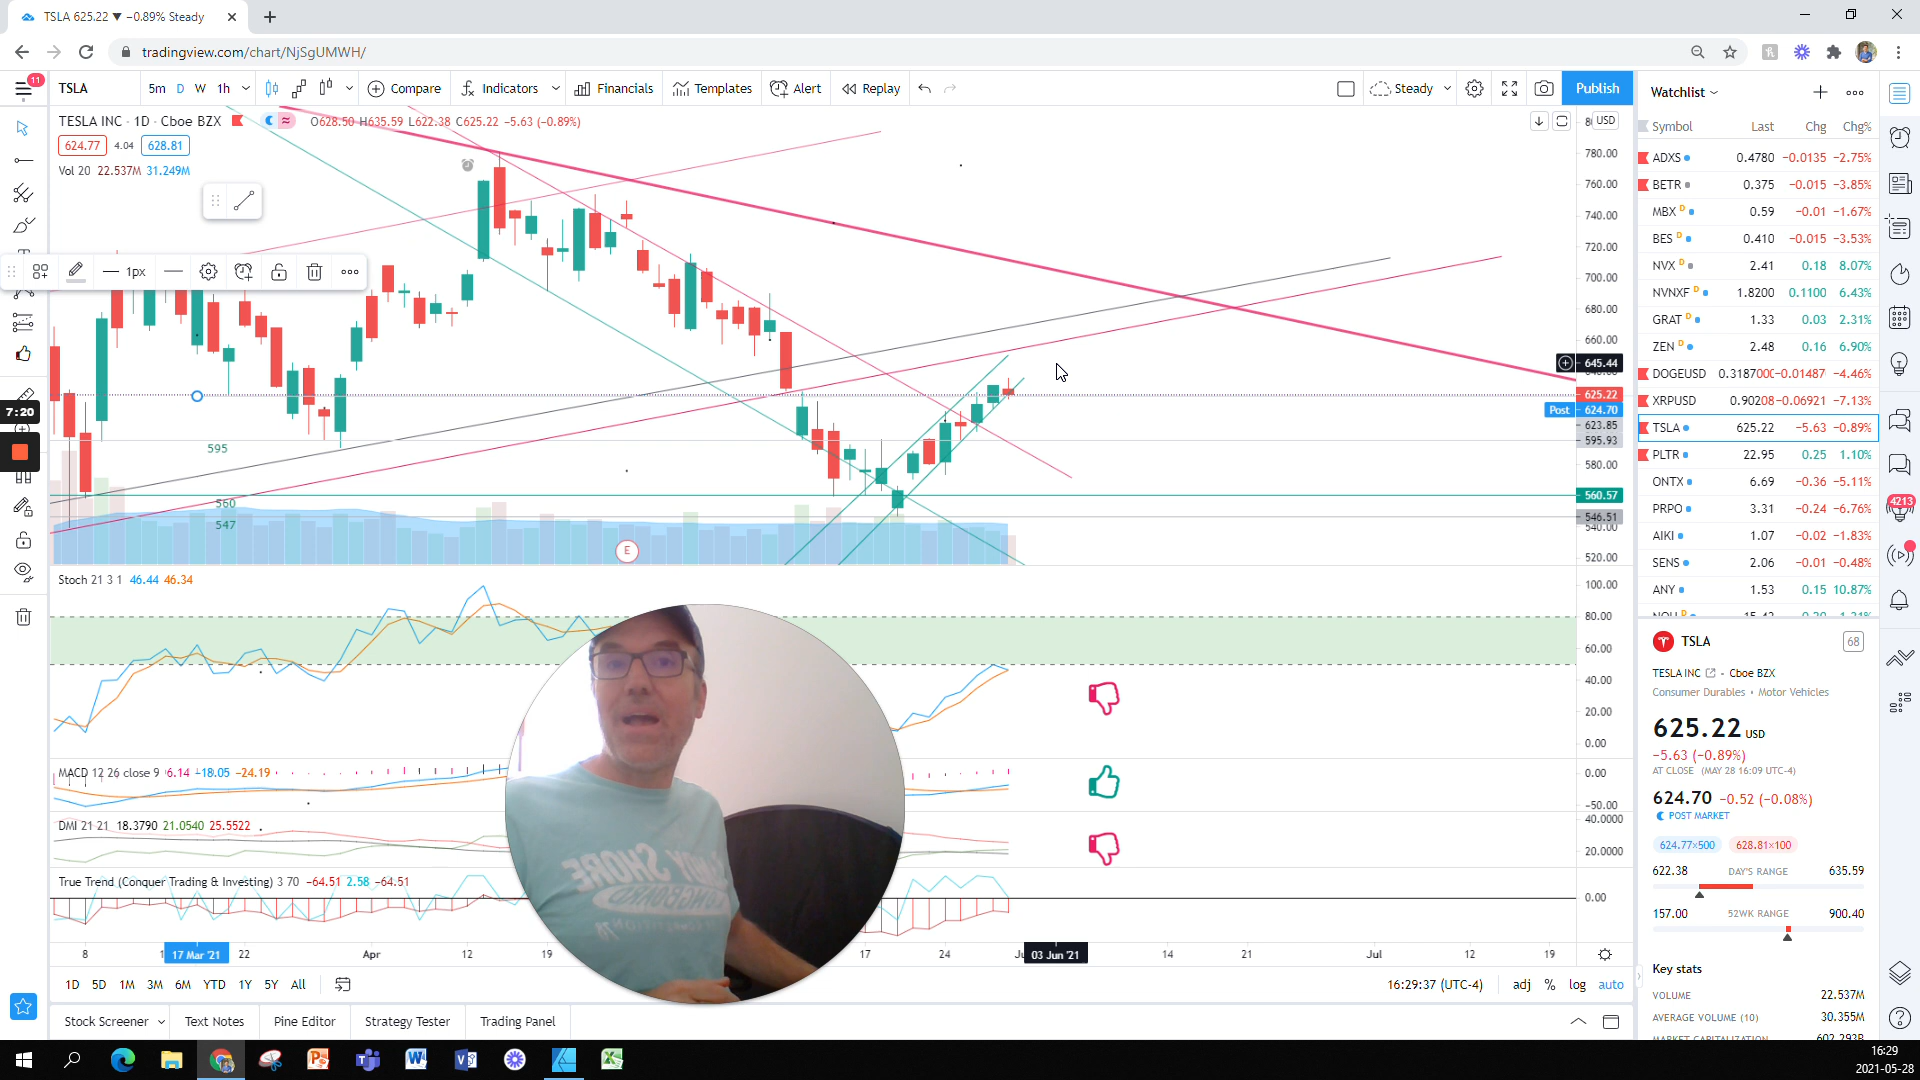 TSLA 625.22 ▼ −0.89% Steady
tradingview.com/chart/NjSgUMWH/
11
TSLA 5m D W 1h Compare Indicators Financials Templates Alert Replay Steady Publish
TESLA INC · 1D · Cboe BZX O628.50 H635.59 L622.38 C625.22 −5.63 (−0.89%)
624.77 4.04 628.81
Vol 20 22.537M 31.249M
1px
7:20
595
560
547
E
USD
780.00
760.00
740.00
720.00
700.00
680.00
660.00
645.44
625.22
Post 624.70
623.85
595.93
580.00
560.57
546.51
540.00
520.00
Stoch 21 3 1 46.44 46.34
100.00
80.00
60.00
40.00
20.00
0.00
MACD 12 26 close 9 6.14 −18.05 −24.19
0.00
−50.00
DMI 21 21 18.3790 21.0540 25.5522
40.0000
20.0000
True Trend (Conquer Trading & Investing) 3 70 −64.51 2.58 −64.51
0.00
8 17 Mar '21 22 Apr 12 19 17 24 03 Jun '21 14 21 Jul 12 19
1D 5D 1M 3M 6M YTD 1Y 5Y All
16:29:37 (UTC-4) adj % log auto
Stock Screener Text Notes Pine Editor Strategy Tester Trading Panel
Watchlist
Symbol Last Chg Chg%
ADXS 0.4780 −0.0135 −2.75%
BETR 0.375 −0.015 −3.85%
MBX D 0.59 −0.01 −1.67%
BES D 0.410 −0.015 −3.53%
NVX D 2.41 0.18 8.07%
NVNXF D 1.8200 0.1100 6.43%
GRAT D 1.33 0.03 2.31%
ZEN D 2.48 0.16 6.90%
DOGEUSD 0.318700 −0.01487 −4.46%
XRPUSD 0.90208 −0.06921 −7.13%
TSLA 625.22 −5.63 −0.89%
PLTR 22.95 0.25 1.10%
ONTX 6.69 −0.36 −5.11%
PRPO 3.31 −0.24 −6.76%
AIKI 1.07 −0.02 −1.83%
SENS 2.06 −0.01 −0.48%
ANY 1.53 0.15 10.87%
TSLA 68
TESLA INC · Cboe BZX
Consumer Durables • Motor Vehicles
625.22 USD
−5.63 (−0.89%)
AT CLOSE (MAY 28 16:09 UTC-4)
624.70 −0.52 (−0.08%)
POST MARKET
624.77×500 628.81×100
622.38 DAY'S RANGE 635.59
157.00 52WK RANGE 900.40
Key stats
VOLUME 22.537M
AVERAGE VOLUME (10) 30.355M
MARKET CAPITALIZATION 602.293B
4213
16:29
2021-05-28